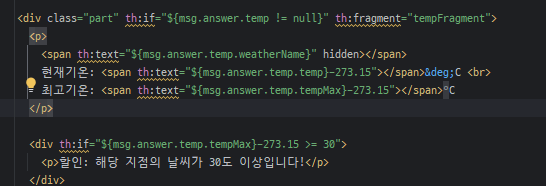 <div class="part" th:if="${msg.answer.temp != null}" th:fragment="tempFragment">
<p>
<span th:text="${msg.answer.temp.weatherName}" hidden></span>
현재기온: <span th:text="${msg.answer.temp.temp}-273.15"></span>&deg;C <br>
최고기온: <span th:text="${msg.answer.temp.tempMax}-273.15"></span>°C
</p>
<div th:if="${msg.answer.temp.tempMax}-273.15 >= 30">
<p>할인: 해당 지점의 날씨가 30도 이상입니다!</p>
</div>